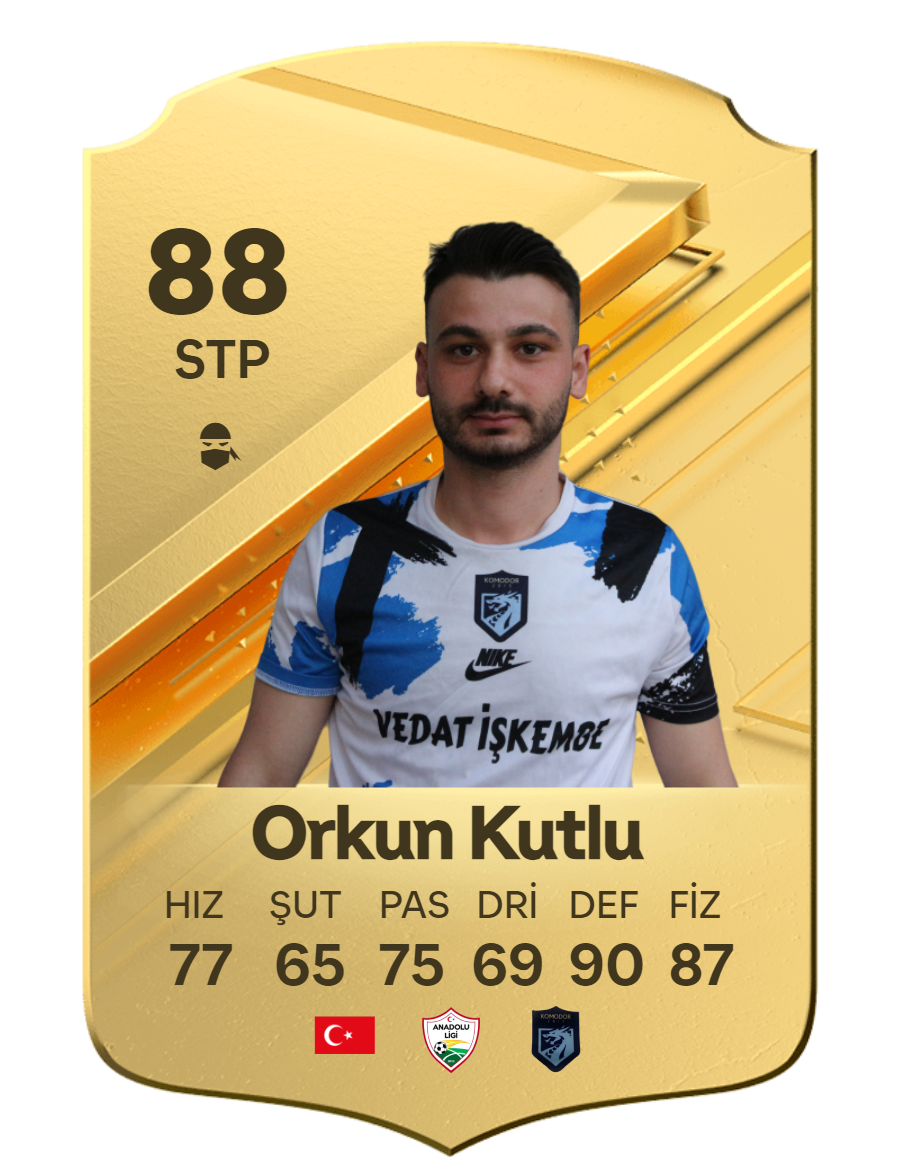 88
STP
KOMODOR
NIKE
VEDAT İŞKEMBE
Orkun Kutlu
HIZ ŞUT PAS DRİ DEF FİZ
77 65 75 69 90 87
ANADOLU
LİGİ
KOMODOR